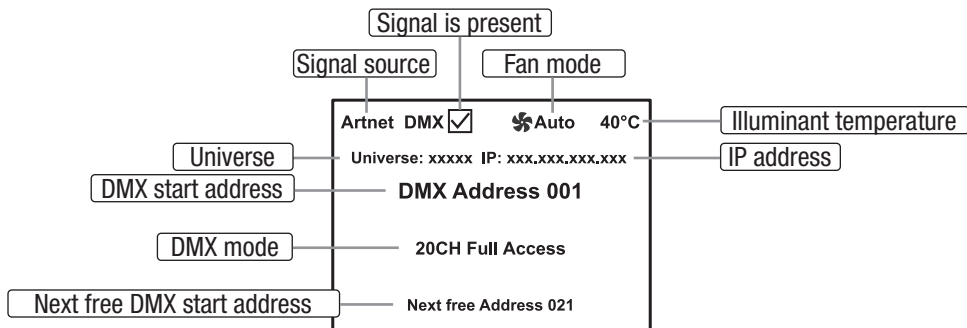 Signal is present
Signal source Fan mode
Artnet DMX Auto 40°C Illuminant temperature
Universe Universe: xxxxx IP: xxx.xxx.xxx.xxx IP address
DMX start address DMX Address 001
DMX mode 20CH Full Access
Next free DMX start address Next free Address 021